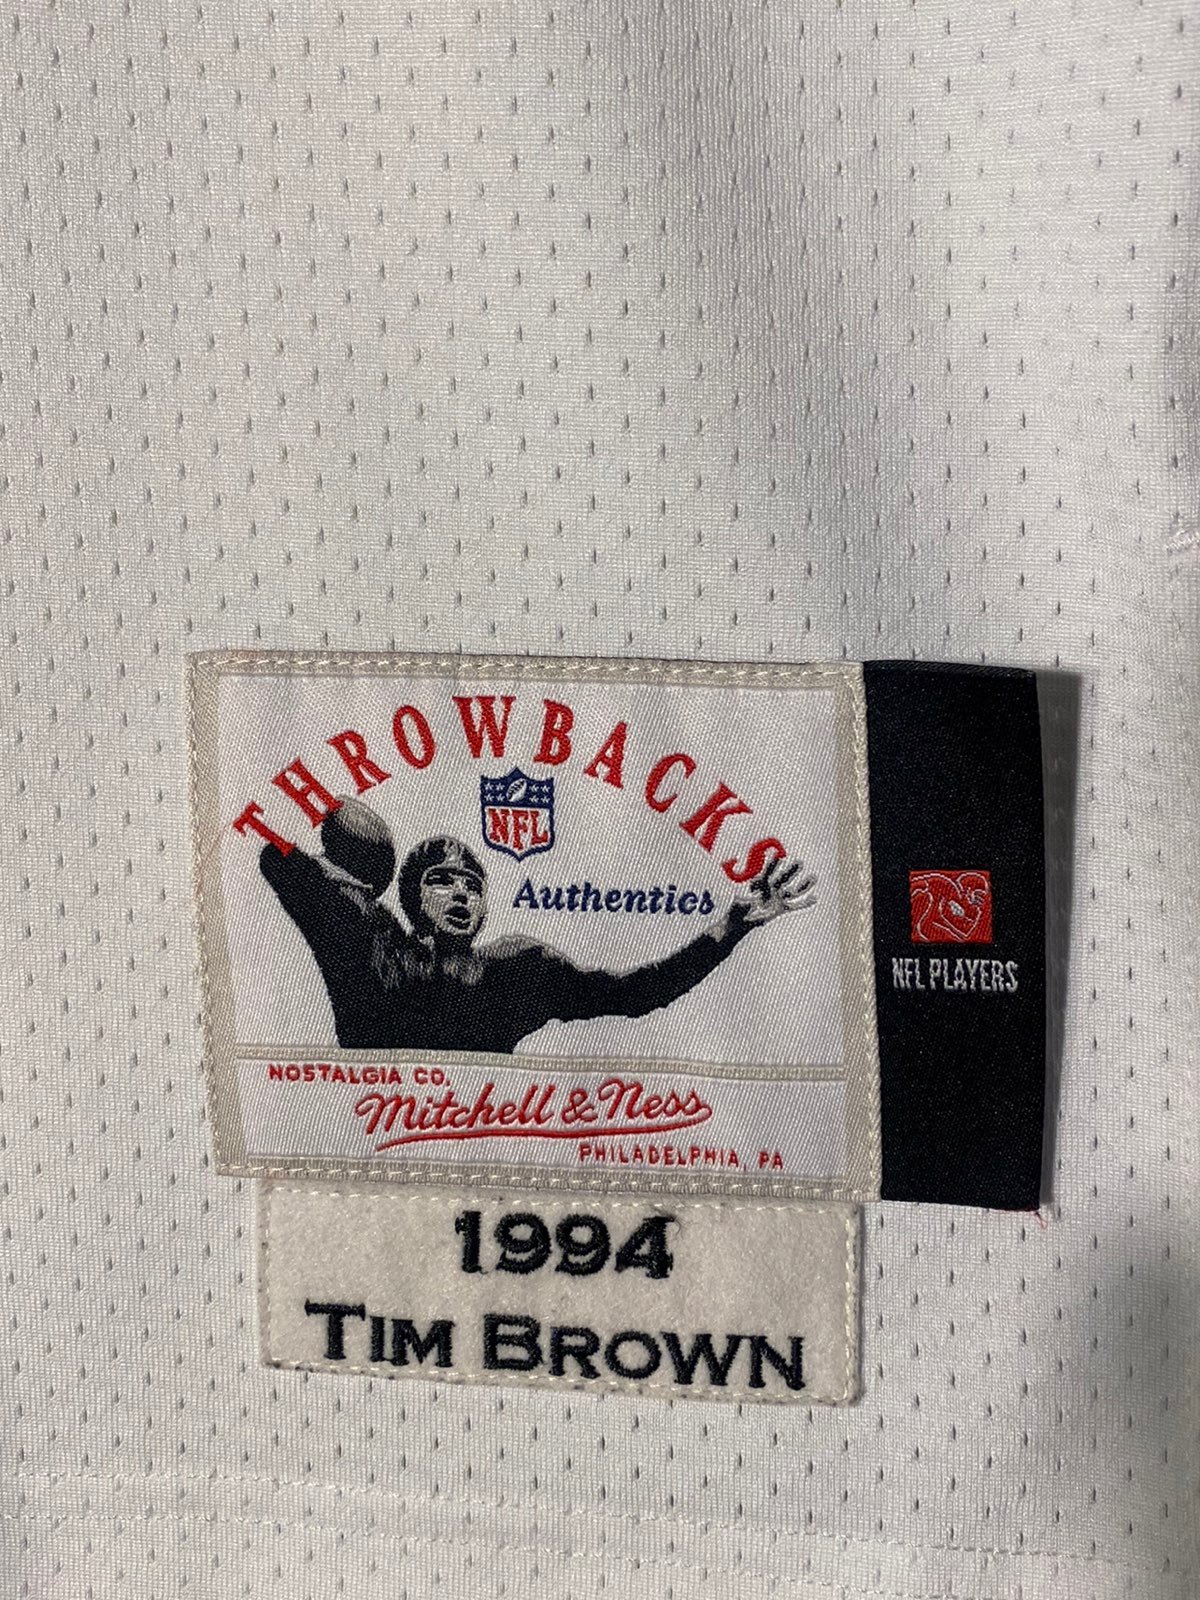 THROWBACKS
NFL
Authentics
NFL PLAYERS
NOSTALGIA CO.
Mitchell & Ness
PHILADELPHIA, PA
1994
TIM BROWN